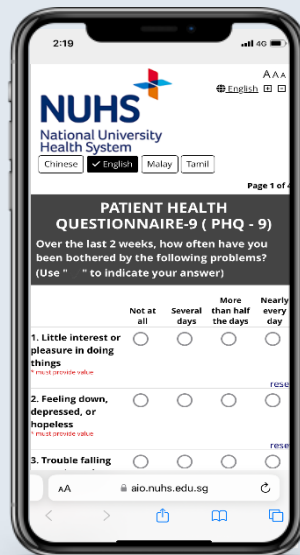 2:19
4G
NUHS
National University
Health System
A A A
English
Chinese ✓ English Malay Tamil
Page 1 of
PATIENT HEALTH
QUESTIONNAIRE-9 ( PHQ - 9)
Over the last 2 weeks, how often have you
been bothered by the following problems?
(Use " " to indicate your answer)
Not at all
Several days
More than half the days
Nearly every day
1. Little interest or
pleasure in doing
things
* must provide value
rese
2. Feeling down,
depressed, or
hopeless
* must provide value
rese
3. Trouble falling
AA
aio.nuhs.edu.sg